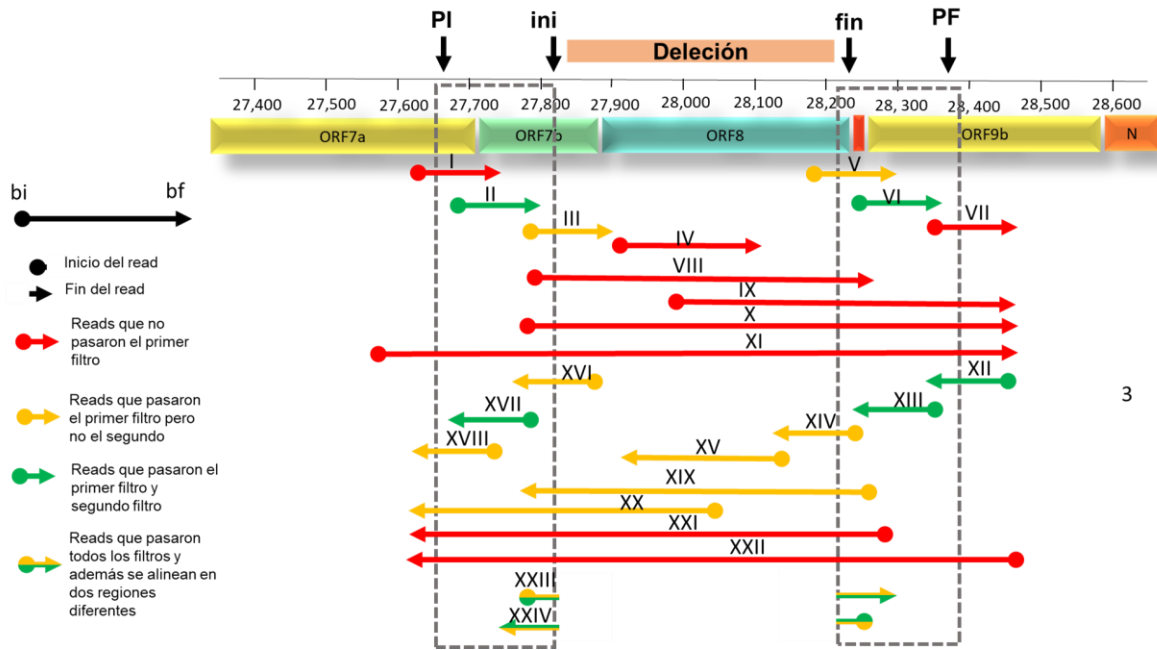 PI ini fin PF
Deleción
27,400 27,500 27,600 27,700 27,800 27,900 28,000 28,100 28,200 28,300 28,400 28,500 28,600
ORF7a ORF7b ORF8 ORF9b N
I V
bi bf II VI
III VII
IV
VIII
Inicio del read
IX
Fin del read
X
Reads que no
pasaron el primer
filtro
XI
XVI XII
3
Reads que pasaron
el primer filtro pero
no el segundo
XVII XIII
XIV
XVIII XV
XIX
Reads que pasaron el
primer filtro y
segundo filtro
XX
XXI
XXII
Reads que pasaron
todos los filtros y
además se alinean en
dos regiones
diferentes
XXIII
XXIV